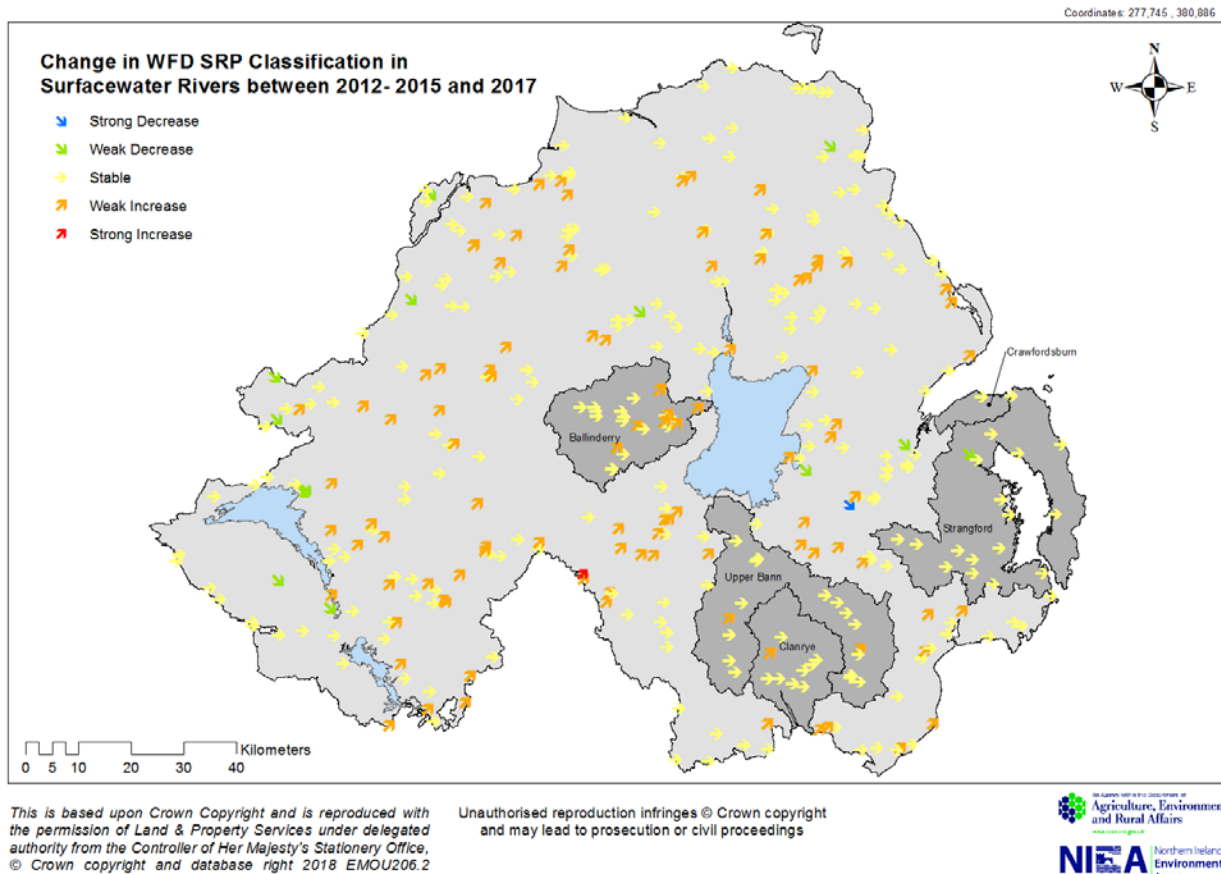 Coordinates: 277,745 , 380,886
Change in WFD SRP Classification in
Surfacewater Rivers between 2012- 2015 and 2017
N
W E
S
Strong Decrease
Weak Decrease
Stable
Weak Increase
Strong Increase
Crawfordsburn
Ballinderry
Strangford
Upper Bann
Clanrye
Kilometers
0 5 10 20 30 40
This is based upon Crown Copyright and is reproduced with
the permission of Land & Property Services under delegated
authority from the Controller of Her Majesty's Stationery Office,
© Crown copyright and database right 2018 EMOU206.2
Unauthorised reproduction infringes © Crown copyright
and may lead to prosecution or civil proceedings
Agriculture, Environment
and Rural Affairs
NIEA
Northern Ireland
Environment